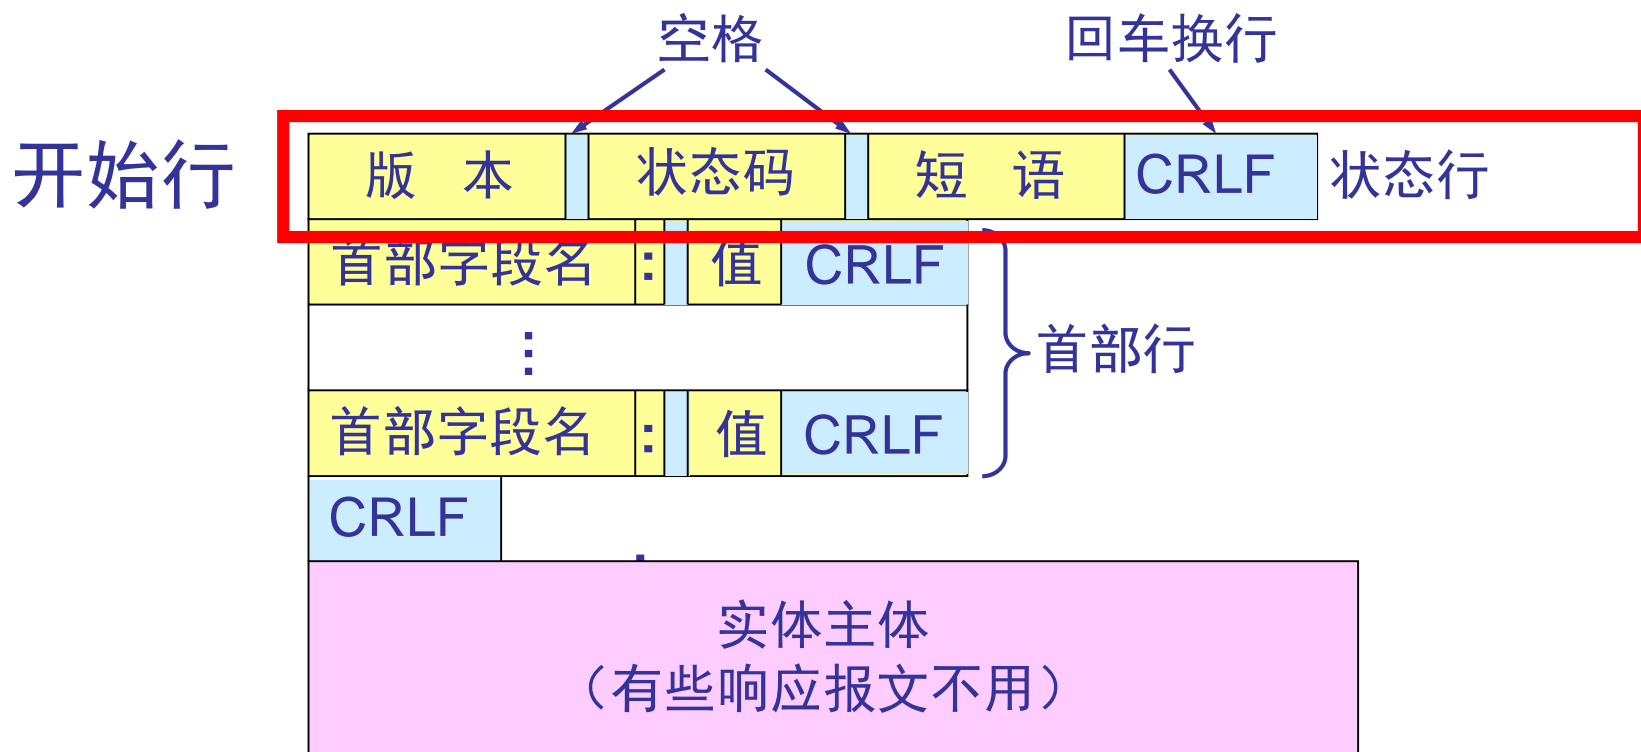 空格 回车换行
开始行 版 本 状态码 短 语 CRLF 状态行
首部字段名 : 值 CRLF
⋮ 首部行
首部字段名 : 值 CRLF
CRLF
实体主体
（有些响应报文不用）